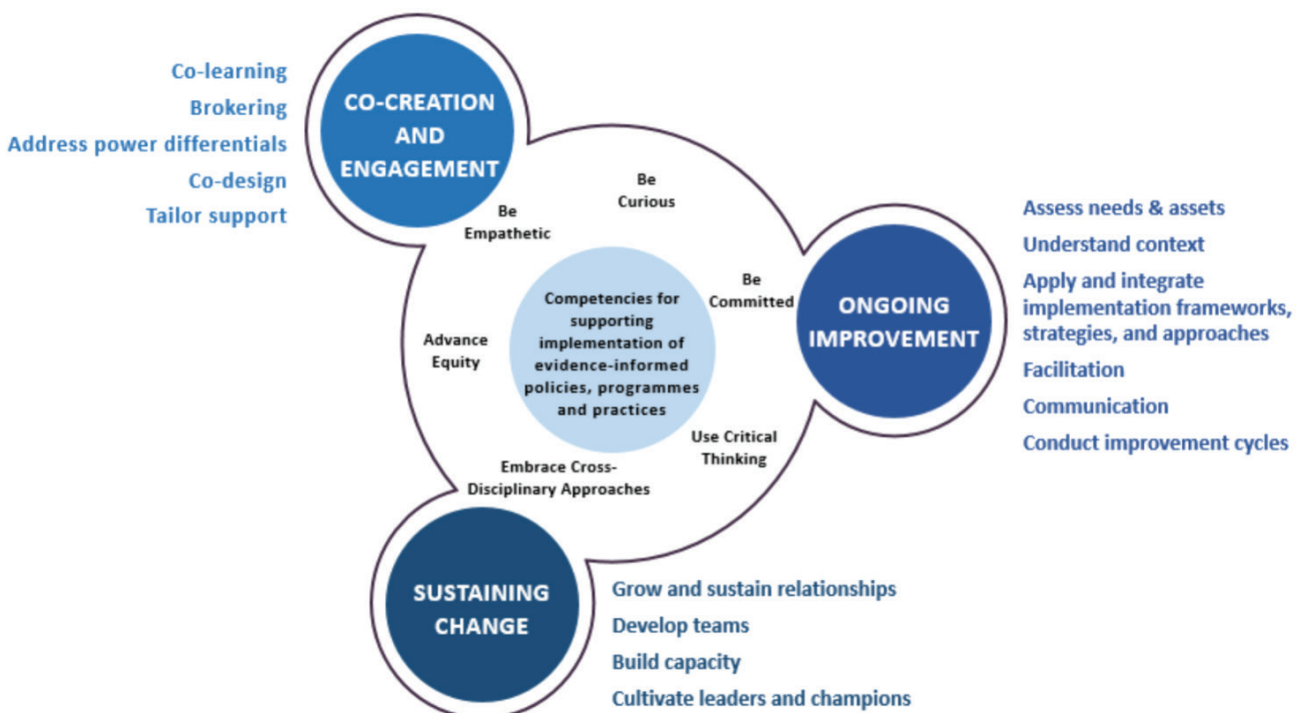 Co-learning
Brokering
Address power differentials
Co-design
Tailor support
CO-CREATION
AND
ENGAGEMENT
Be
Curious
Be
Empathetic
Be
Committed
Advance
Equity
Competencies for
supporting
implementation of
evidence-informed
policies, programmes
and practices
Use Critical
Thinking
Embrace Cross-
Disciplinary Approaches
ONGOING
IMPROVEMENT
Assess needs & assets
Understand context
Apply and integrate
implementation frameworks,
strategies, and approaches
Facilitation
Communication
Conduct improvement cycles
SUSTAINING
CHANGE
Grow and sustain relationships
Develop teams
Build capacity
Cultivate leaders and champions